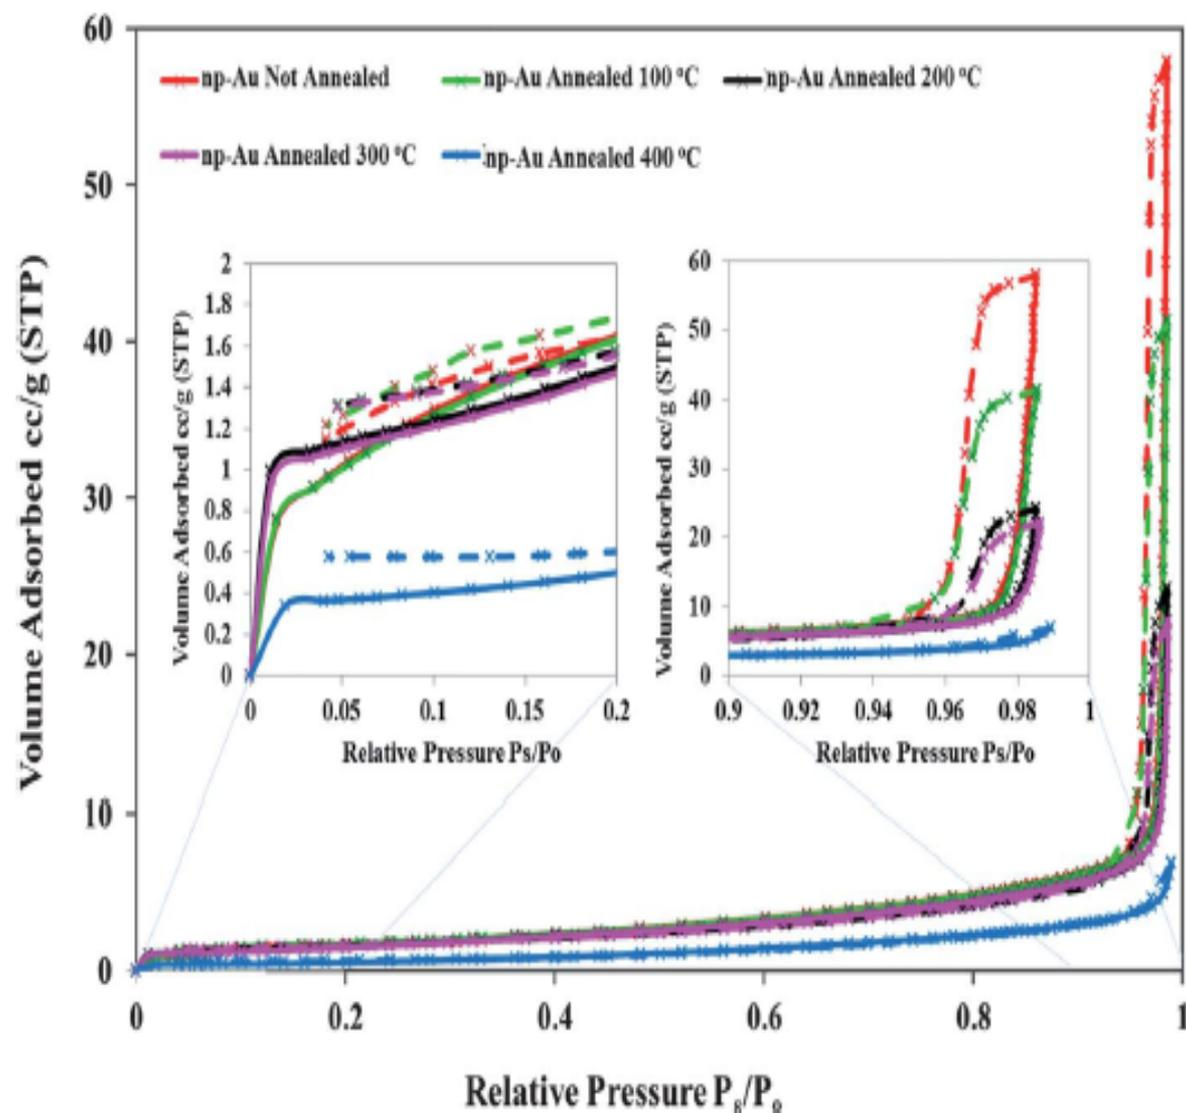 60
np-Au Not Annealed np-Au Annealed 100 °C np-Au Annealed 200 °C
np-Au Annealed 300 °C np-Au Annealed 400 °C
50
40
30
20
10
0
Volume Adsorbed cc/g (STP)
0 0.2 0.4 0.6 0.8 1
Relative Pressure P₈/Pₒ
2
1.8
1.6
1.4
1.2
1
0.8
0.6
0.4
0.2
0
Volume Adsorbed cc/g (STP)
0 0.05 0.1 0.15 0.2
Relative Pressure Ps/Po
60
50
40
30
20
10
0
Volume Adsorbed cc/g (STP)
0.9 0.92 0.94 0.96 0.98 1
Relative Pressure Ps/Po